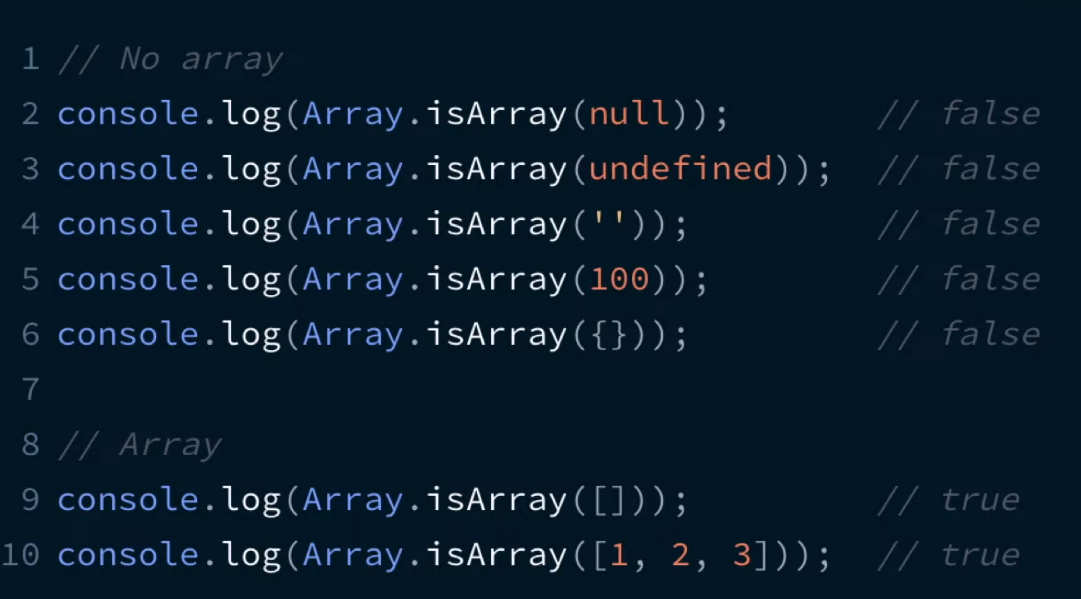 1 // No array
2 console.log(Array.isArray(null)); // false
3 console.log(Array.isArray(undefined)); // false
4 console.log(Array.isArray('')); // false
5 console.log(Array.isArray(100)); // false
6 console.log(Array.isArray({})); // false
7
8 // Array
9 console.log(Array.isArray([])); // true
10 console.log(Array.isArray([1, 2, 3])); // true